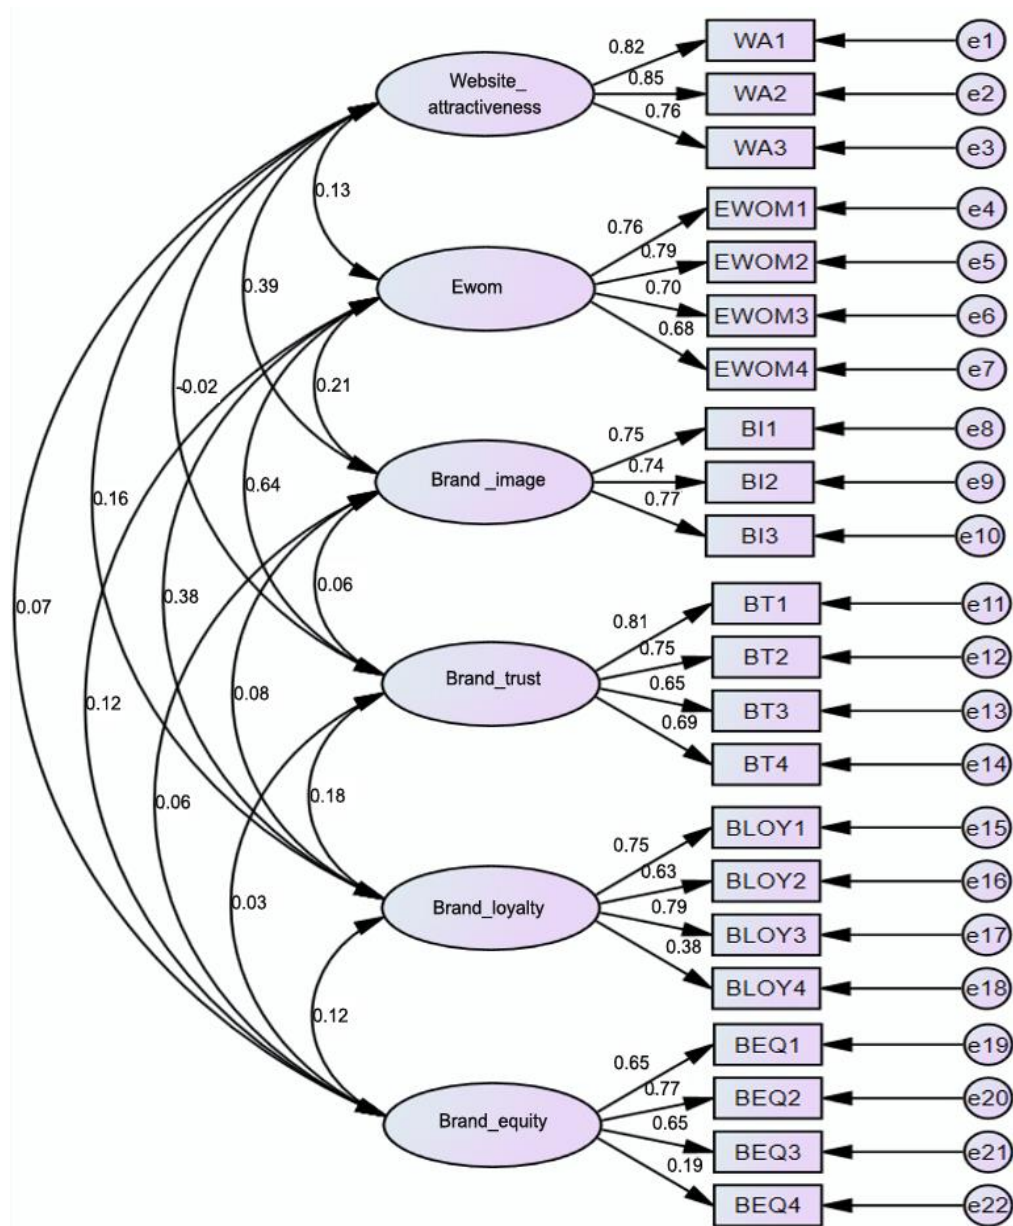 Website_
attractiveness
Ewom
Brand _image
Brand_trust
Brand_loyalty
Brand_equity
0.82
0.85
0.76
WA1
WA2
WA3
e1
e2
e3
0.76
0.79
0.70
0.68
EWOM1
EWOM2
EWOM3
EWOM4
e4
e5
e6
e7
0.75
0.74
0.77
BI1
BI2
BI3
e8
e9
e10
0.81
0.75
0.65
0.69
BT1
BT2
BT3
BT4
e11
e12
e13
e14
0.75
0.63
0.79
0.38
BLOY1
BLOY2
BLOY3
BLOY4
e15
e16
e17
e18
0.65
0.77
0.65
0.19
BEQ1
BEQ2
BEQ3
BEQ4
e19
e20
e21
e22
0.13
0.39
0.21
-0.02
0.64
0.16
0.06
0.38
0.07
0.08
0.12
0.18
0.06
0.03
0.12